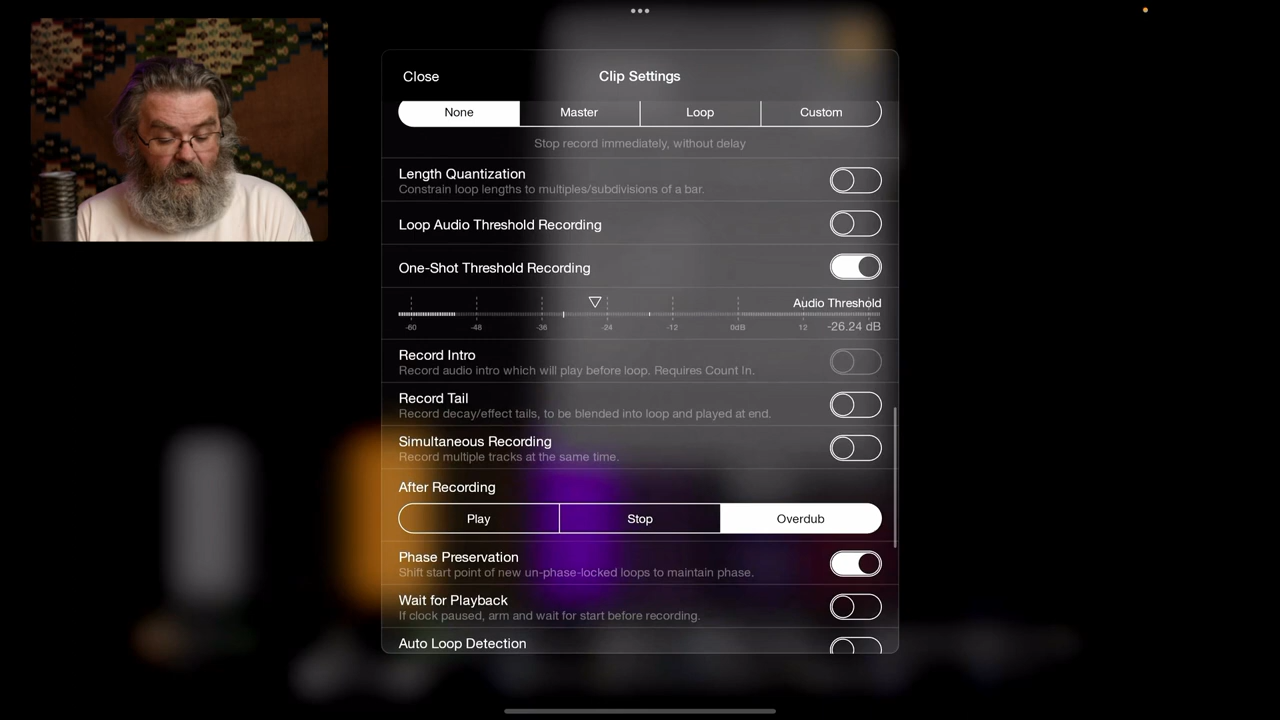 Close
Clip Settings
None
Master
Loop
Custom
Stop record immediately, without delay
Length Quantization
Constrain loop lengths to multiples/subdivisions of a bar.
Loop Audio Threshold Recording
One-Shot Threshold Recording
Audio Threshold
-60
-48
-36
-24
-12
0dB
12
-26.24 dB
Record Intro
Record audio intro which will play before loop. Requires Count In.
Record Tail
Record decay/effect tails, to be blended into loop and played at end.
Simultaneous Recording
Record multiple tracks at the same time.
After Recording
Play
Stop
Overdub
Phase Preservation
Shift start point of new un-phase-locked loops to maintain phase.
Wait for Playback
If clock paused, arm and wait for start before recording.
Auto Loop Detection